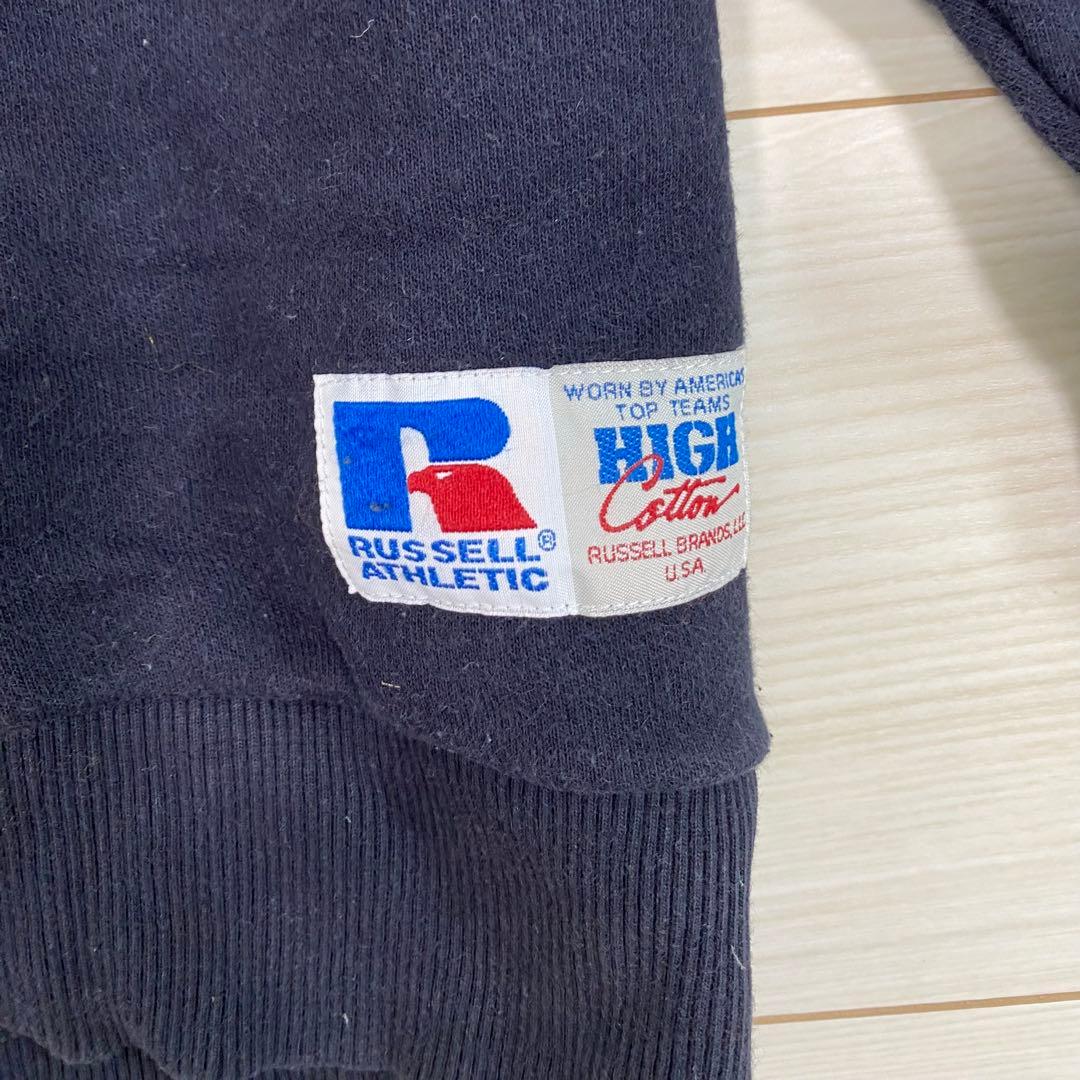 RUSSELL®
ATHLETIC
WORN BY AMERICA'S
TOP TEAMS
HIGH
Cotton
RUSSELL BRANDS, LLC
U.S.A.